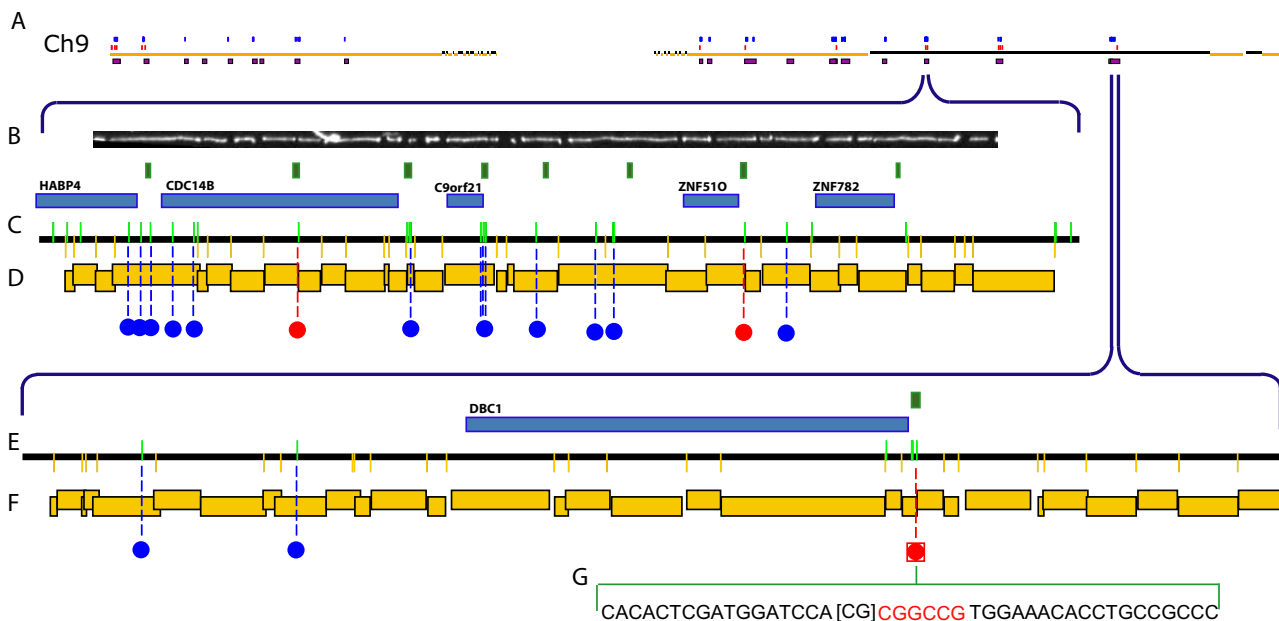 A
Ch9
B
HABP4
CDC14B
C9orf21
ZNF51O
ZNF782
C
D
DBC1
E
F
G
CACACTCGATGGATCCA [CG] CGGCCG TGGAAACACCTGCCGCCC